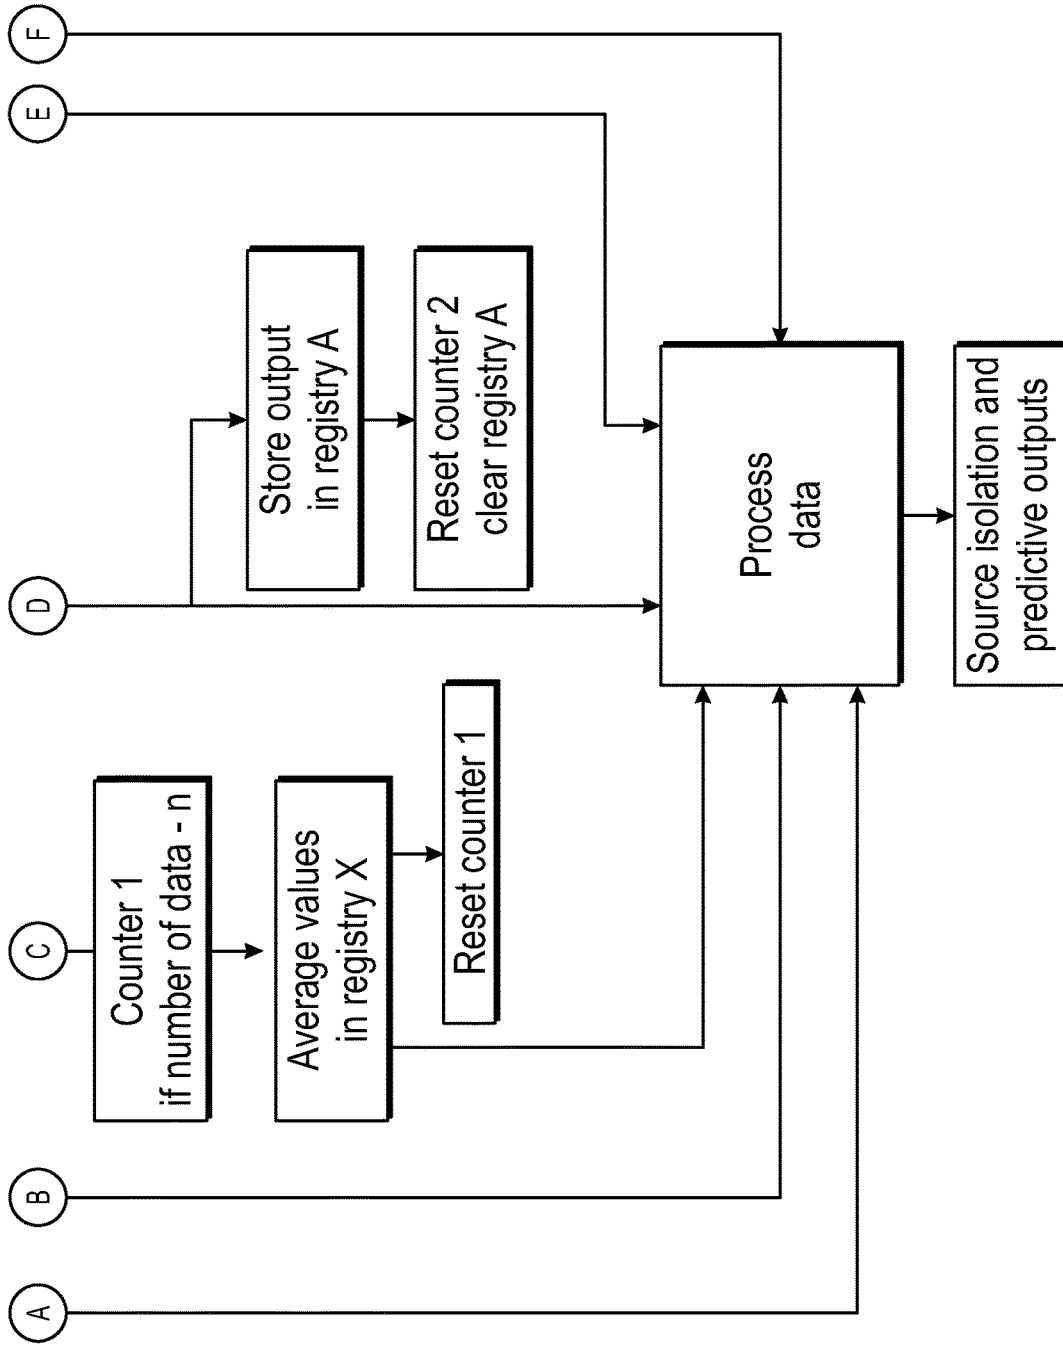 A
B
C
D
E
F
Counter 1
if number of data - n
Average values
in registry X
Reset counter 1
Store output
in registry A
Reset counter 2
clear registry A
Process
data
Source isolation and
predictive outputs